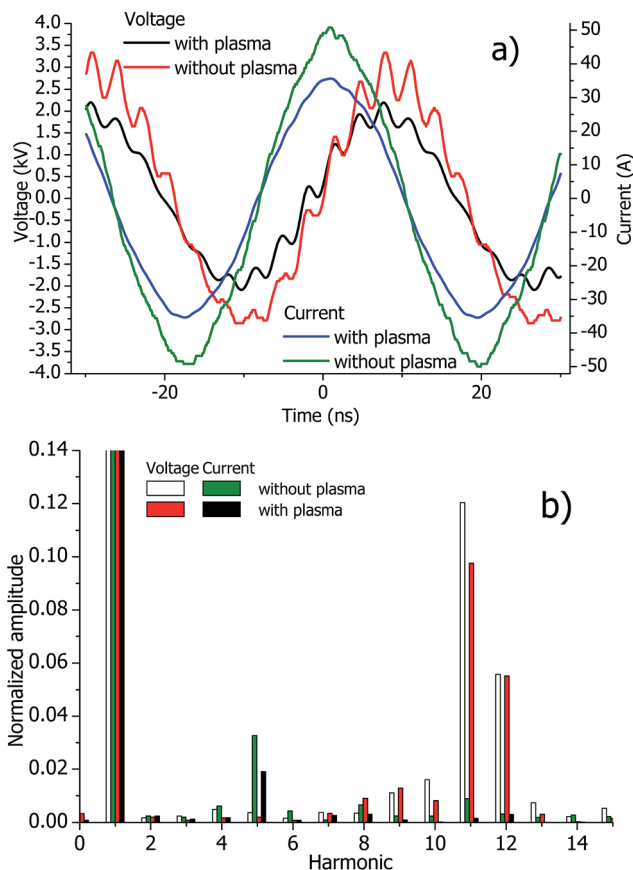 a)
Voltage
with plasma
without plasma
Current
with plasma
without plasma
4.0
3.5
3.0
2.5
2.0
1.5
1.0
0.5
0.0
-0.5
-1.0
-1.5
-2.0
-2.5
-3.0
-3.5
-4.0
Voltage (kV)
50
40
30
20
10
0
-10
-20
-30
-40
-50
Current (A)
-20 0 20
Time (ns)
b)
Voltage Current
without plasma
with plasma
0.14
0.12
0.10
0.08
0.06
0.04
0.02
0.00
Normalized amplitude
0 2 4 6 8 10 12 14
Harmonic